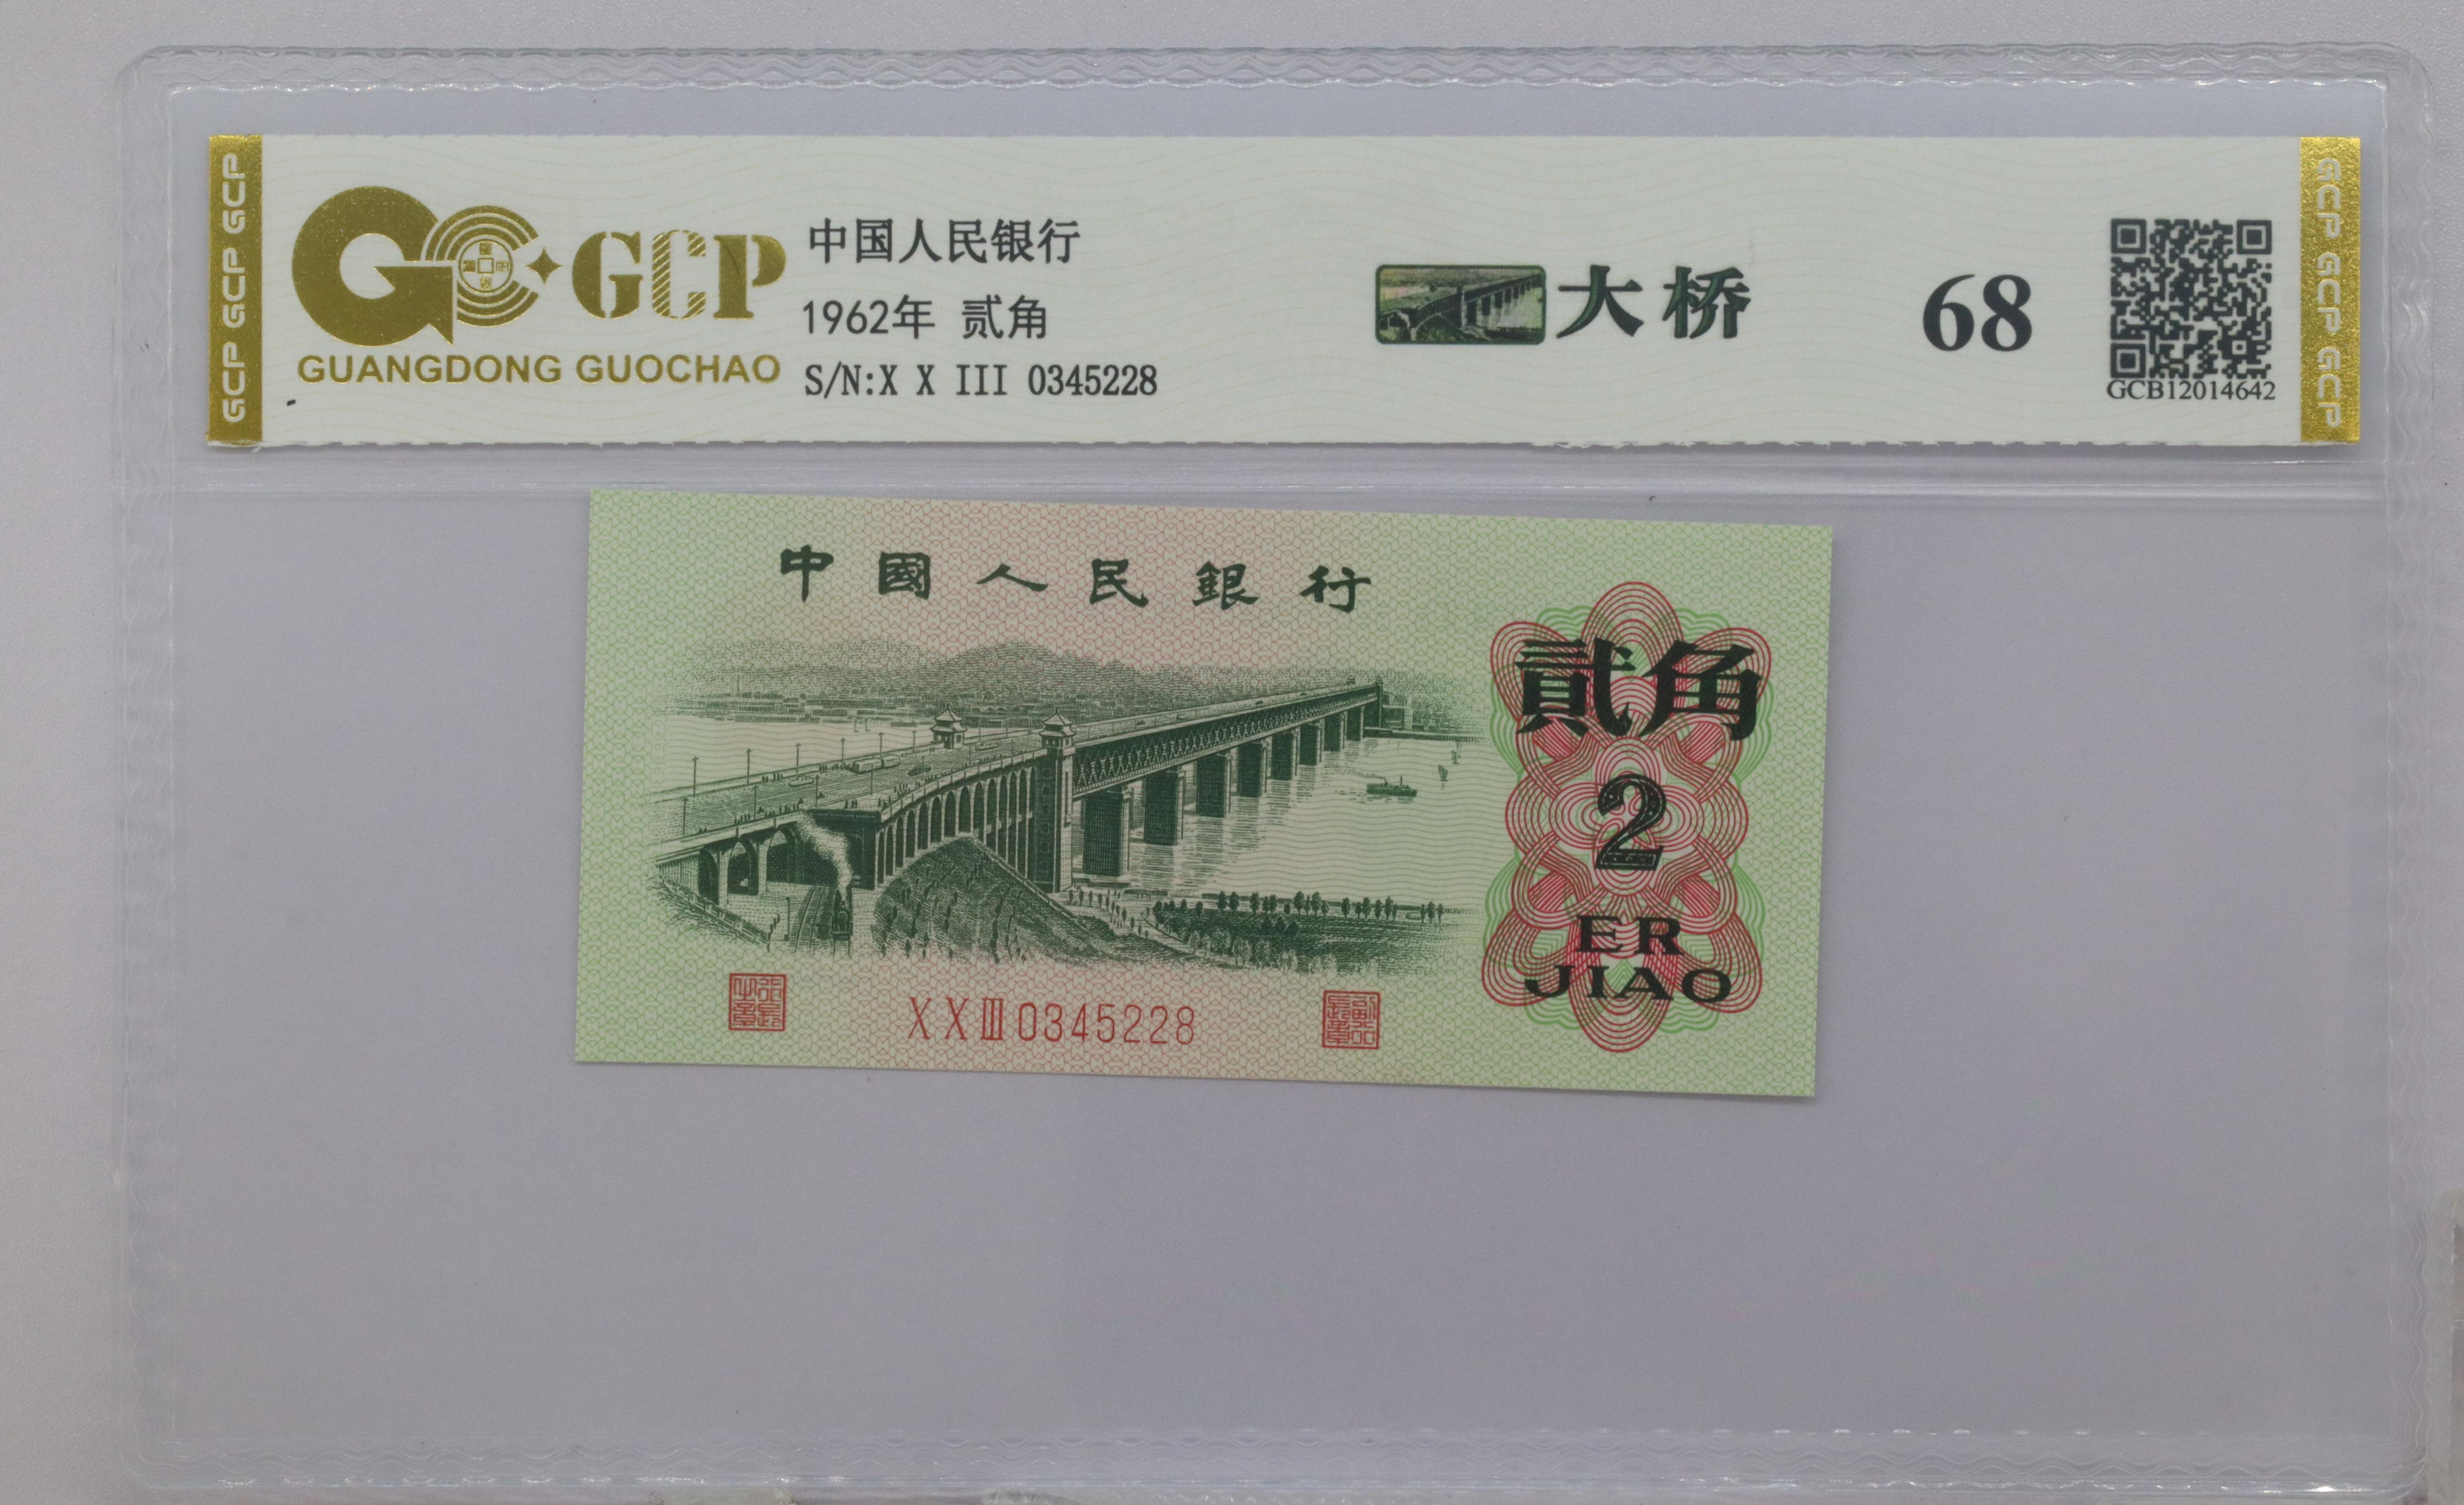 GCP GCP GCP
GC GCP
GUANGDONG GUOCHAO
中国人民银行
1962年 贰角
S/N:X X III 0345228
大桥
68
GCB12014642
GCP GCP GCP
中國人民銀行
貳角
2
ER
JIAO
XXIII0345228